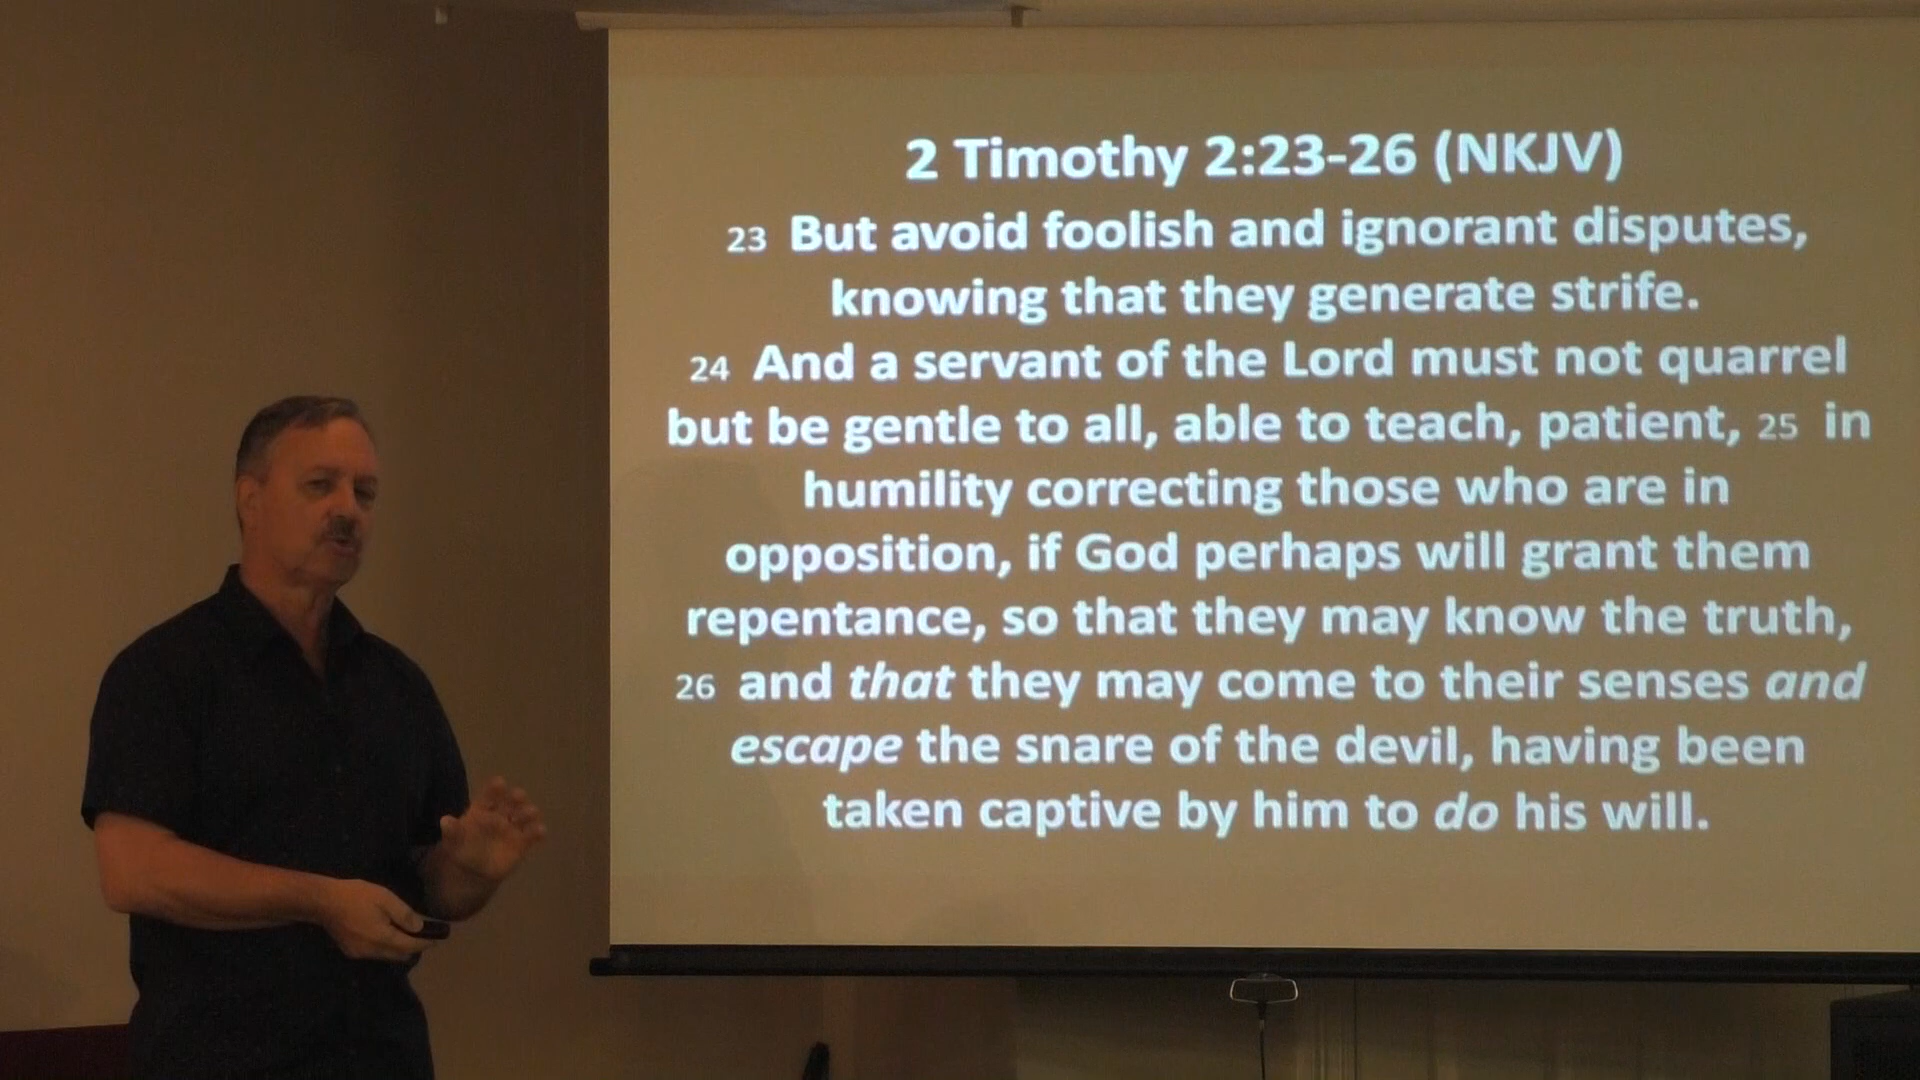 2 Timothy 2:23-26 (NKJV)
23 But avoid foolish and ignorant disputes,
knowing that they generate strife.
24 And a servant of the Lord must not quarrel
but be gentle to all, able to teach, patient, 25 in
humility correcting those who are in
opposition, if God perhaps will grant them
repentance, so that they may know the truth,
26 and that they may come to their senses and
escape the snare of the devil, having been
taken captive by him to do his will.